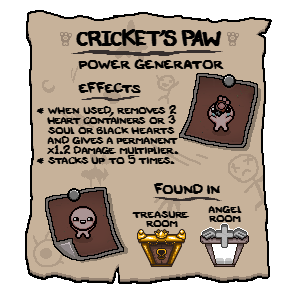 CRICKET'S PAW
POWER GENERATOR
EFFECTS
* WHEN USED, REMOVES 2
HEART CONTAINERS OR 3
SOUL OR BLACK HEARTS
AND GIVES A PERMANENT
X1.2 DAMAGE MULTIPLIER.
* STACKS UP TO 5 TIMES.
FOUND IN
TREASURE
ROOM
ANGEL
ROOM